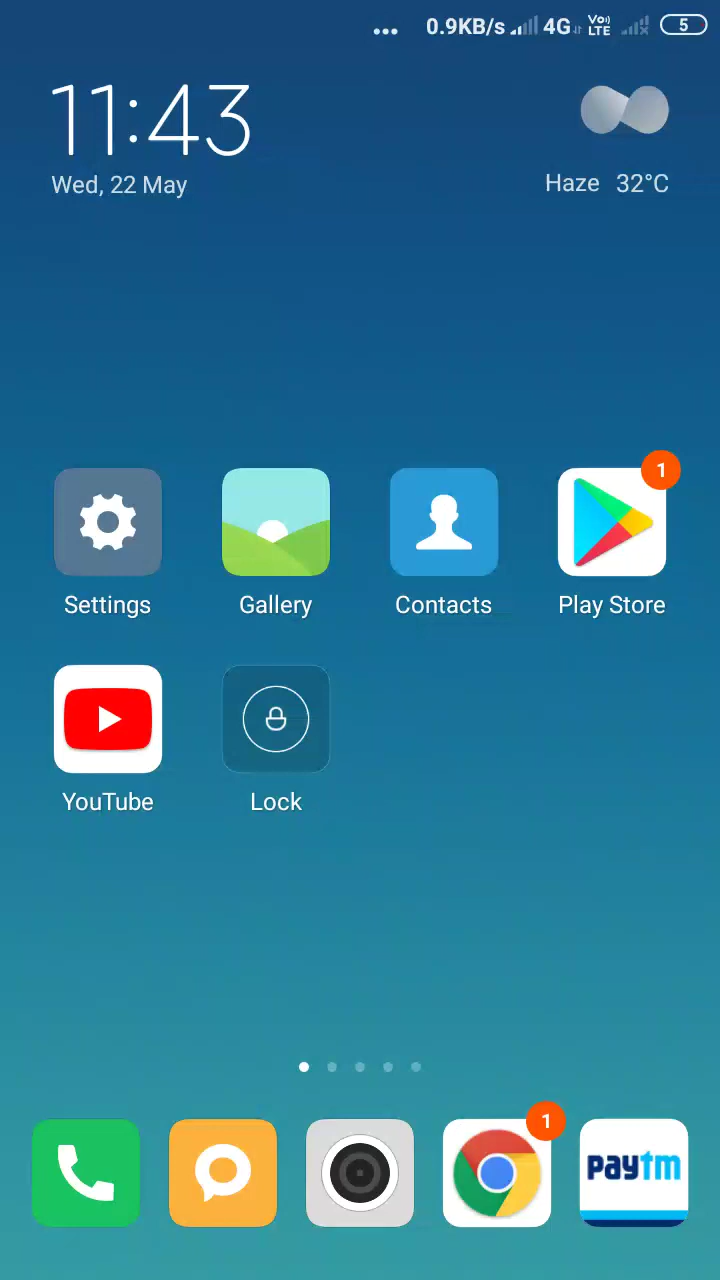 ... 0.9KB/s 4G Vo)) LTE 5
11:43
Wed, 22 May
Haze 32°C
1
Settings Gallery Contacts Play Store
YouTube Lock
1
paytm